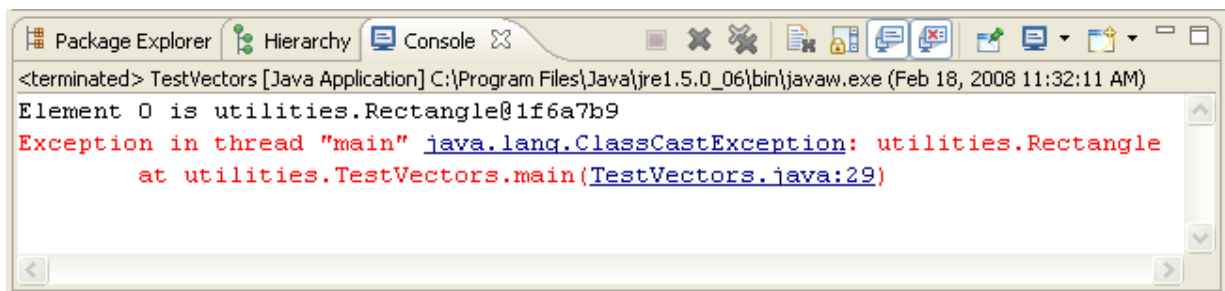 Package Explorer Hierarchy Console
<terminated> TestVectors [Java Application] C:\Program Files\Java\jre1.5.0_06\bin\javaw.exe (Feb 18, 2008 11:32:11 AM)
Element 0 is utilities.Rectangle@1f6a7b9
Exception in thread "main" java.lang.ClassCastException: utilities.Rectangle
at utilities.TestVectors.main(TestVectors.java:29)